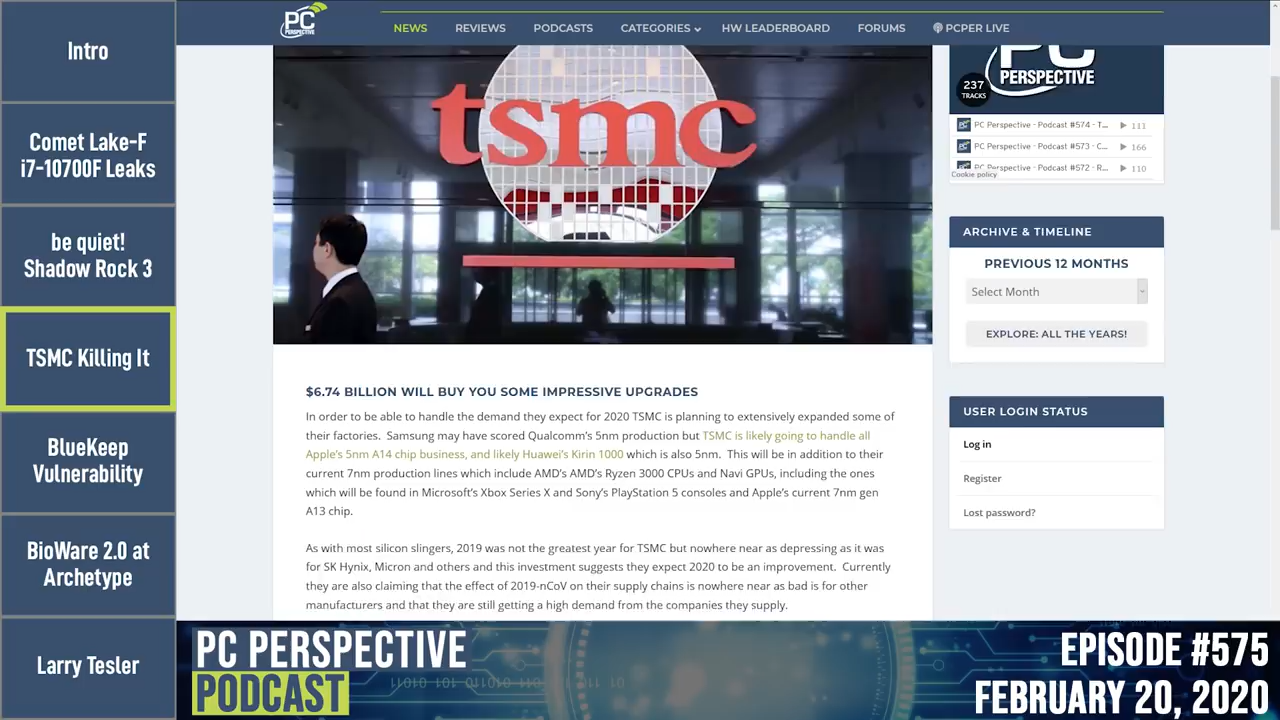 Intro
Comet Lake-F
i7-10700F Leaks
be quiet!
Shadow Rock 3
TSMC Killing It
BlueKeep
Vulnerability
BioWare 2.0 at
Archetype
Larry Tesler
PC
PERSPECTIVE
NEWS
REVIEWS
PODCASTS
CATEGORIES
HW LEADERBOARD
FORUMS
PCPER LIVE
tsmc
$6.74 BILLION WILL BUY YOU SOME IMPRESSIVE UPGRADES
In order to be able to handle the demand they expect for 2020 TSMC is planning to extensively expanded some of
their factories. Samsung may have scored Qualcomm's 5nm production but TSMC is likely going to handle all
Apple's 5nm A14 chip business, and likely Huawei's Kirin 1000 which is also 5nm. This will be in addition to their
current 7nm production lines which include AMD's AMD's Ryzen 3000 CPUs and Navi GPUs, including the ones
which will be found in Microsoft's Xbox Series X and Sony's PlayStation 5 consoles and Apple's current 7nm gen
A13 chip.
As with most silicon slingers, 2019 was not the greatest year for TSMC but nowhere near as depressing as it was
for SK Hynix, Micron and others and this investment suggests they expect 2020 to be an improvement. Currently
they are also claiming that the effect of 2019-nCoV on their supply chains is nowhere near as bad is for other
manufacturers and that they are still getting a high demand from the companies they supply.
PC
PERSPECTIVE
237
TRACKS
PC Perspective - Podcast #574 - T... 111
PC Perspective - Podcast #573 - C... 166
PC Perspective - Podcast #572 - R... 110
Cookie policy
ARCHIVE & TIMELINE
PREVIOUS 12 MONTHS
Select Month
EXPLORE: ALL THE YEARS!
USER LOGIN STATUS
Log in
Register
Lost password?
PC PERSPECTIVE
PODCAST
EPISODE #575
FEBRUARY 20, 2020